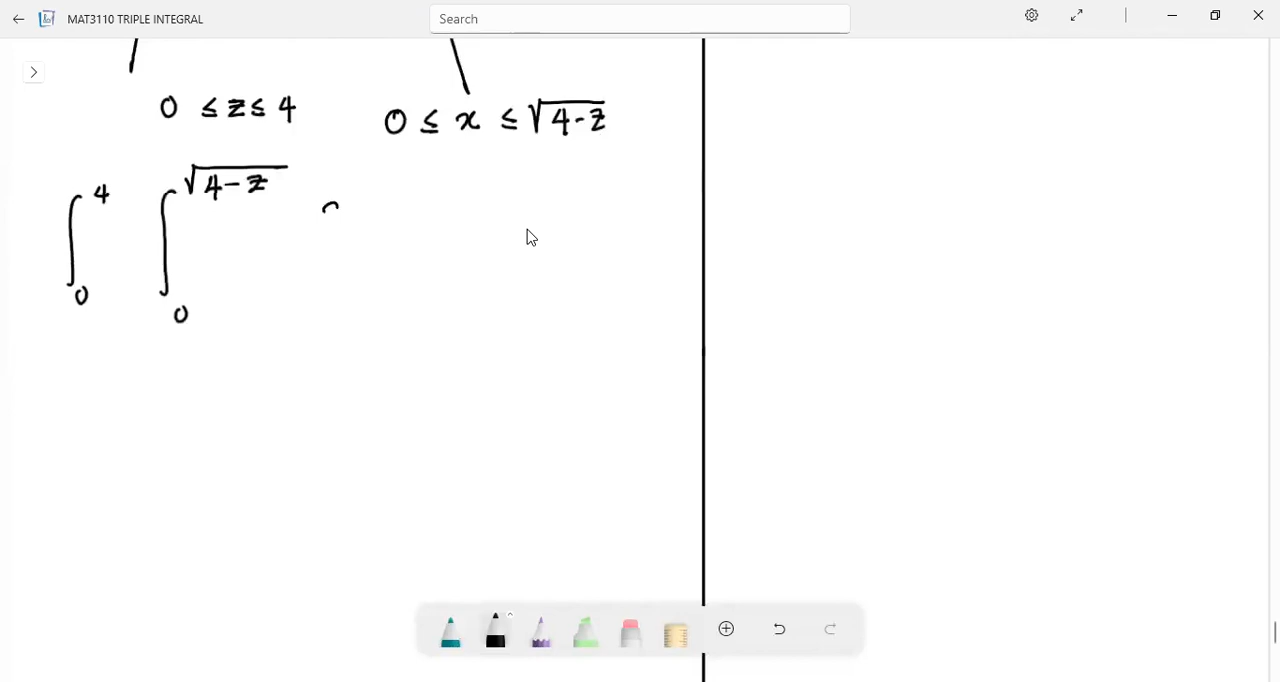 MAT3110 TRIPLE INTEGRAL
Search
0 ≤ z ≤ 4
0 ≤ x ≤ √4-z
∫₀⁴ ∫₀^√4-z